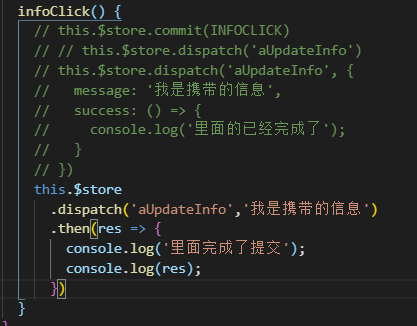 infoClick() {
// this.$store.commit(INFOCLICK)
// // this.$store.dispatch('aUpdateInfo')
// this.$store.dispatch('aUpdateInfo', {
//   message: '我是携带的信息',
//   success: () => {
//     console.log('里面的已经完成了');
//   }
// })
this.$store
.dispatch('aUpdateInfo','我是携带的信息')
.then(res => {
console.log('里面完成了提交');
console.log(res);
})
}